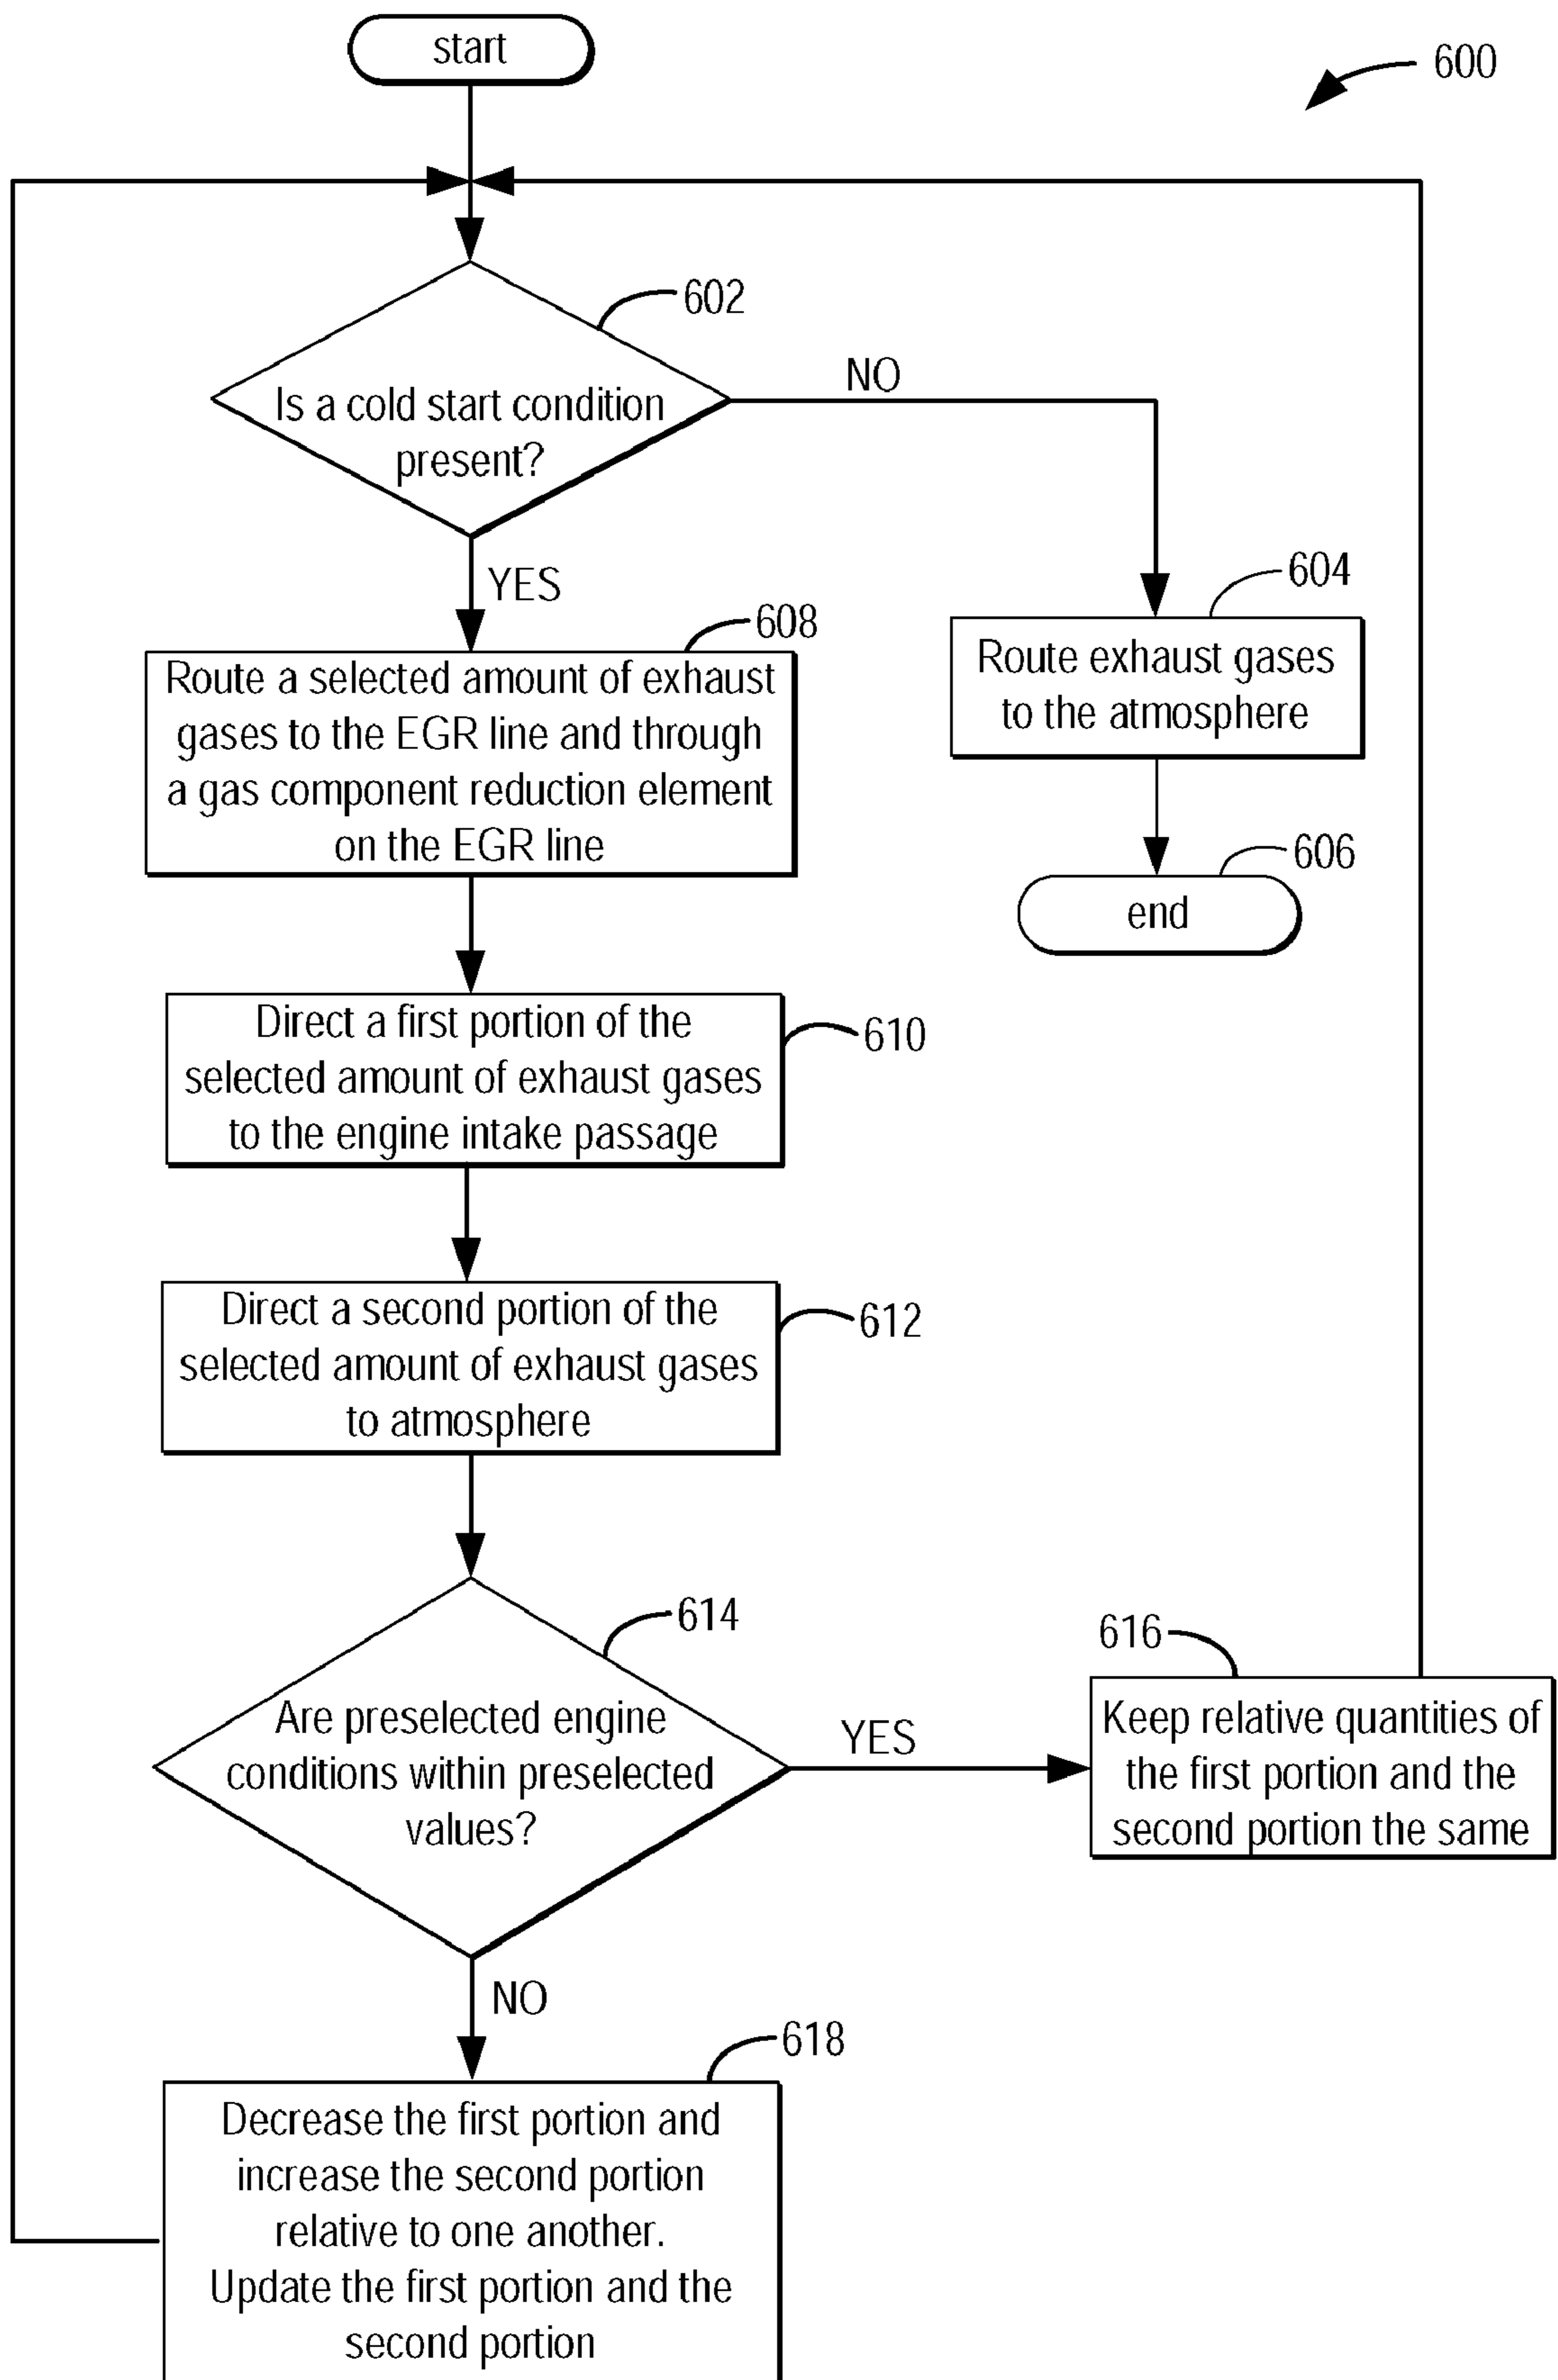 start
600
602
Is a cold start condition
present?
NO
YES
604
Route exhaust gases
to the atmosphere
608
Route a selected amount of exhaust
gases to the EGR line and through
a gas component reduction element
on the EGR line
606
end
610
Direct a first portion of the
selected amount of exhaust gases
to the engine intake passage
612
Direct a second portion of the
selected amount of exhaust gases
to atmosphere
614
Are preselected engine
conditions within preselected
values?
YES
616
Keep relative quantities of
the first portion and the
second portion the same
NO
618
Decrease the first portion and
increase the second portion
relative to one another.
Update the first portion and the
second portion